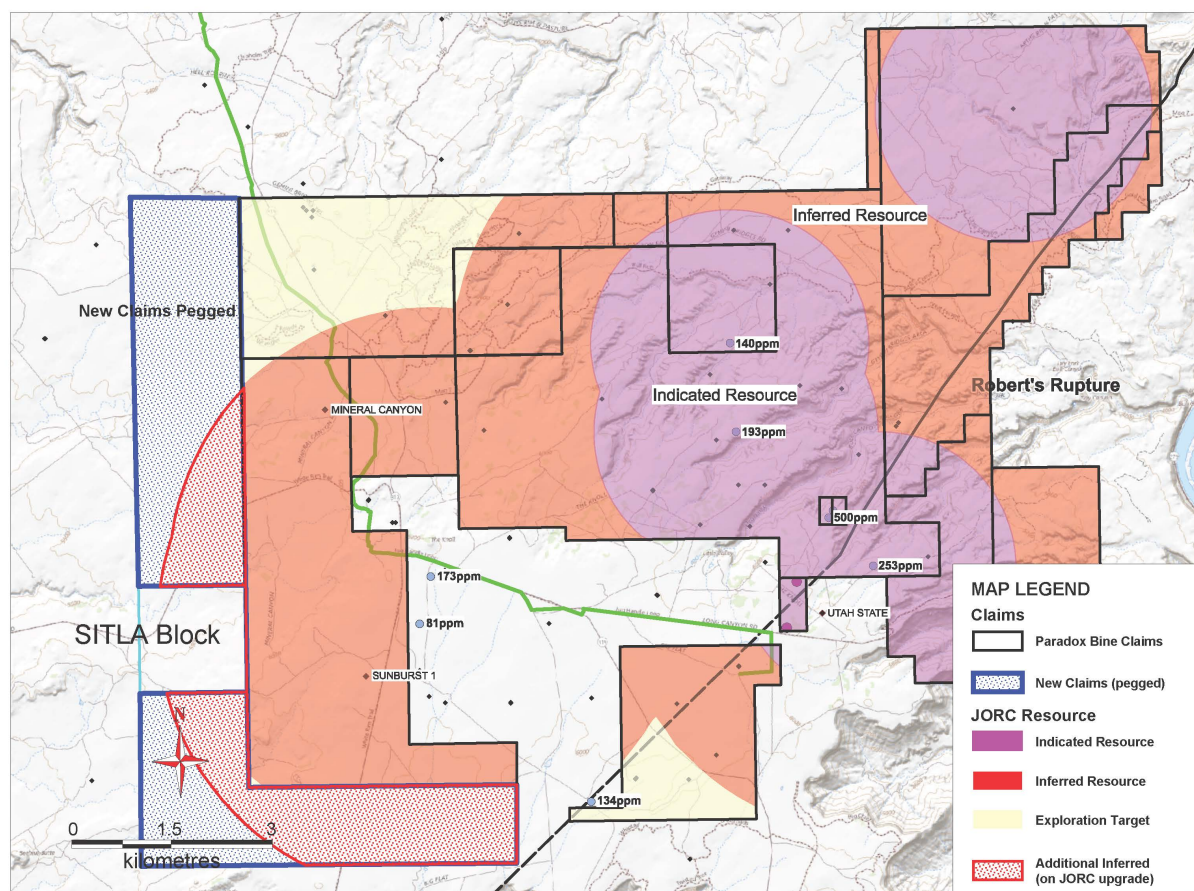 Inferred Resource
New Claims Pegged
140ppm
Robert's Rupture
Indicated Resource
MINERAL CANYON
193ppm
500ppm
253ppm
173ppm
UTAH STATE
81ppm
SITLA Block
SUNBURST 1
N
134ppm
0 1.5 3
kilometres
MAP LEGEND
Claims
Paradox Bine Claims
New Claims (pegged)
JORC Resource
Indicated Resource
Inferred Resource
Exploration Target
Additional Inferred
(on JORC upgrade)